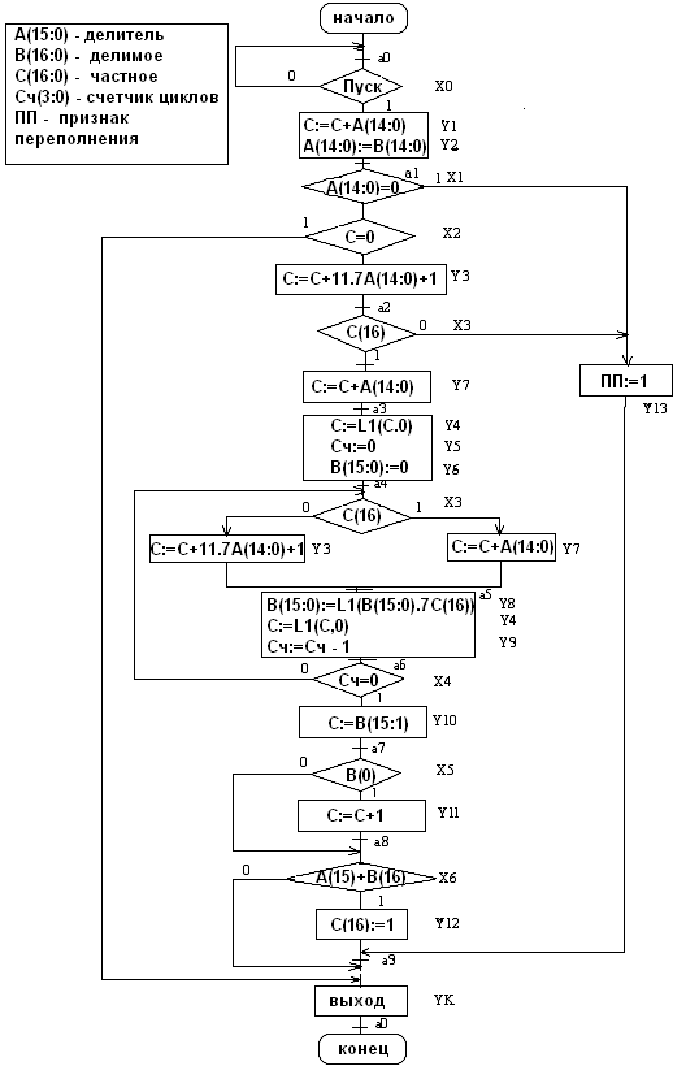 начало
А(15:0) - делитель
В(16:0) - делимое
С(16:0) - частное
Сч(3:0) - счетчик циклов
ПП - признак
переполнения
a0
0
Пуск
X0
1
С:=С+А(14:0)
Y1
А(14:0):=В(14:0)
Y2
a1
А(14:0)=0
1 X1
1
С=0
X2
С:=С+11.7А(14:0)+1
Y3
a2
С(16)
0
X3
1
С:=С+А(14:0)
Y7
ПП:=1
Y13
a3
С:=L1(С.0)
Y4
Сч:=0
Y5
В(15:0):=0
Y6
a4
0
С(16)
1
X3
С:=С+11.7А(14:0)+1
Y3
С:=С+А(14:0)
Y7
a5
В(15:0):=L1(В(15:0).7С(16))
Y8
С:=L1(С,0)
Y4
Сч:=Сч - 1
Y9
a6
0
Сч=0
X4
1
С:=В(15:1)
Y10
a7
0
В(0)
X5
1
С:=С+1
Y11
a8
0
А(15)+В(16)
X6
1
С(16):=1
Y12
a9
выход
YK
a0
конец